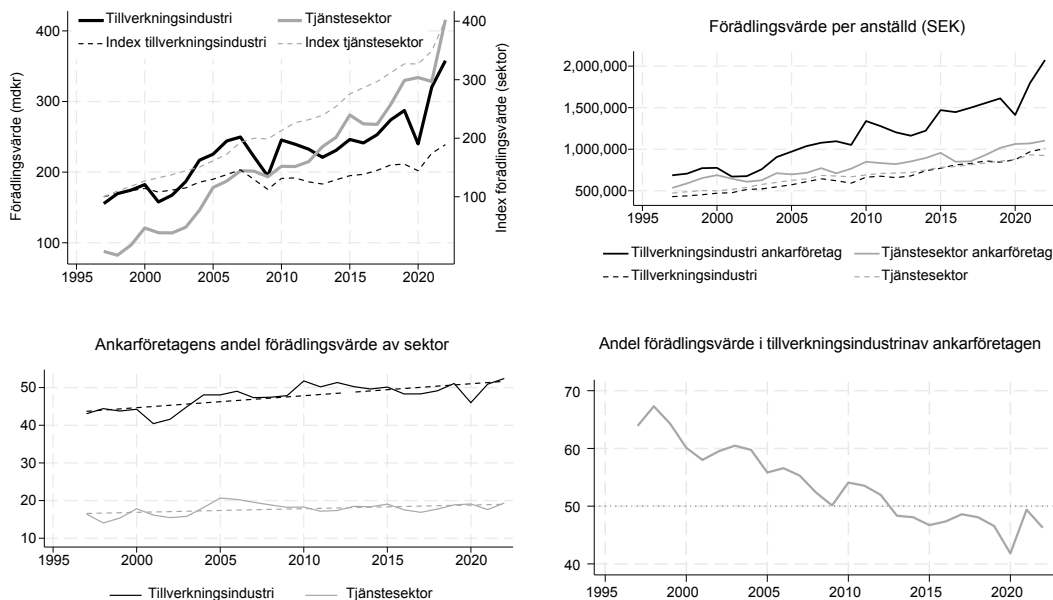 Tillverkningsindustri Tjänstesektor
Index tillverkningsindustri Index tjänstesektor
Förädlingsvärde (mdkr)
400
300
200
100
Index förädlingsvärde (sektor)
400
300
200
100
1995 2000 2005 2010 2015 2020
Förädlingsvärde per anställd (SEK)
2,000,000
1,500,000
1,000,000
500,000
1995 2000 2005 2010 2015 2020
Tillverkningsindustri ankarföretag Tjänstesektor ankarföretag
Tillverkningsindustri Tjänstesektor
Ankarföretagens andel förädlingsvärde av sektor
50
40
30
20
10
1995 2000 2005 2010 2015 2020
Tillverkningsindustri Tjänstesektor
Andel förädlingsvärde i tillverkningsindustrinav ankarföretagen
70
60
50
40
1995 2000 2005 2010 2015 2020